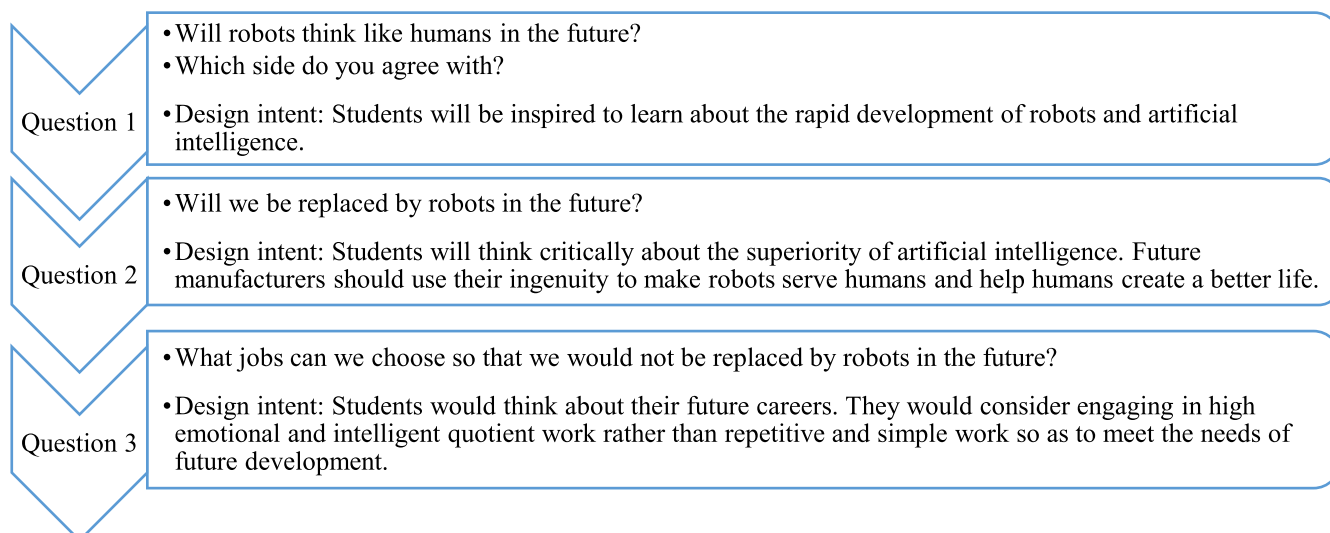 Question 1
•Will robots think like humans in the future?
•Which side do you agree with?
•Design intent: Students will be inspired to learn about the rapid development of robots and artificial
intelligence.
Question 2
•Will we be replaced by robots in the future?
•Design intent: Students will think critically about the superiority of artificial intelligence. Future
manufacturers should use their ingenuity to make robots serve humans and help humans create a better life.
Question 3
•What jobs can we choose so that we would not be replaced by robots in the future?
•Design intent: Students would think about their future careers. They would consider engaging in high
emotional and intelligent quotient work rather than repetitive and simple work so as to meet the needs of
future development.